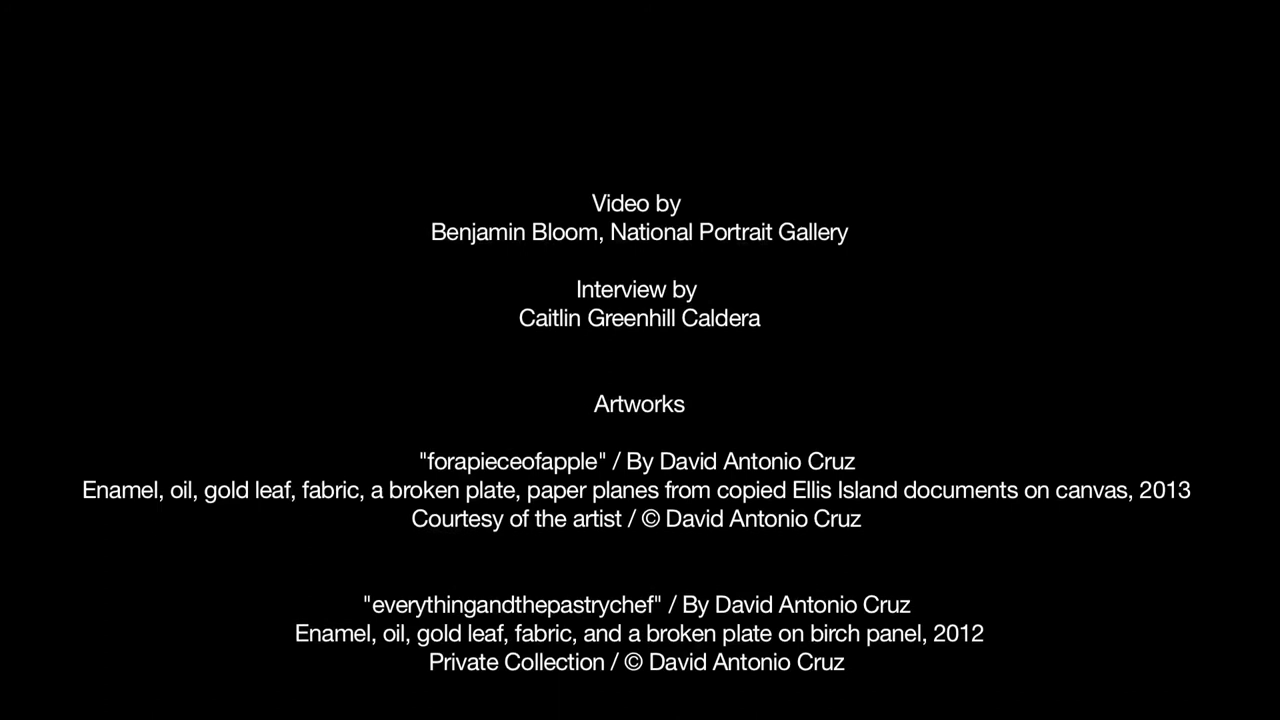 Video by
Benjamin Bloom, National Portrait Gallery
Interview by
Caitlin Greenhill Caldera
Artworks
"forapieceofapple" / By David Antonio Cruz
Enamel, oil, gold leaf, fabric, a broken plate, paper planes from copied Ellis Island documents on canvas, 2013
Courtesy of the artist / © David Antonio Cruz
"everythingandthepastrychef" / By David Antonio Cruz
Enamel, oil, gold leaf, fabric, and a broken plate on birch panel, 2012
Private Collection / © David Antonio Cruz